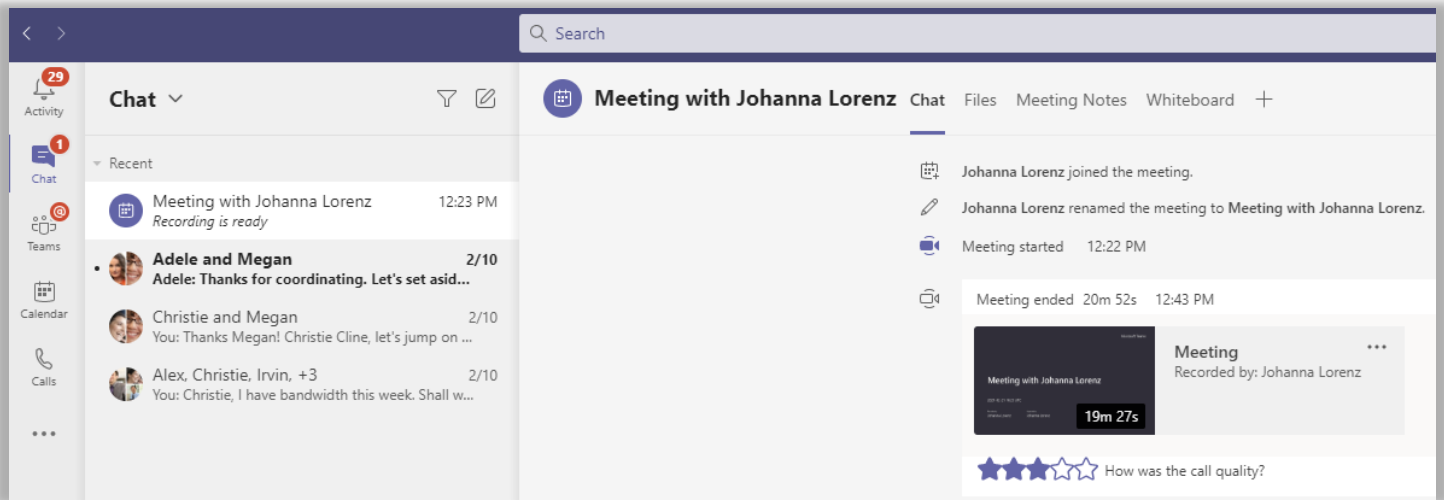 Search
29
Activity
1
Chat
@
Teams
Calendar
Calls
Chat
Recent
Meeting with Johanna Lorenz 12:23 PM
Recording is ready
Adele and Megan 2/10
Adele: Thanks for coordinating. Let's set asid...
Christie and Megan 2/10
You: Thanks Megan! Christie Cline, let's jump on ...
Alex, Christie, Irvin, +3 2/10
You: Christie, I have bandwidth this week. Shall w...
Meeting with Johanna Lorenz Chat Files Meeting Notes Whiteboard
Johanna Lorenz joined the meeting.
Johanna Lorenz renamed the meeting to Meeting with Johanna Lorenz.
Meeting started 12:22 PM
Meeting ended 20m 52s 12:43 PM
Meeting with Johanna Lorenz
19m 27s
Meeting
Recorded by: Johanna Lorenz
How was the call quality?